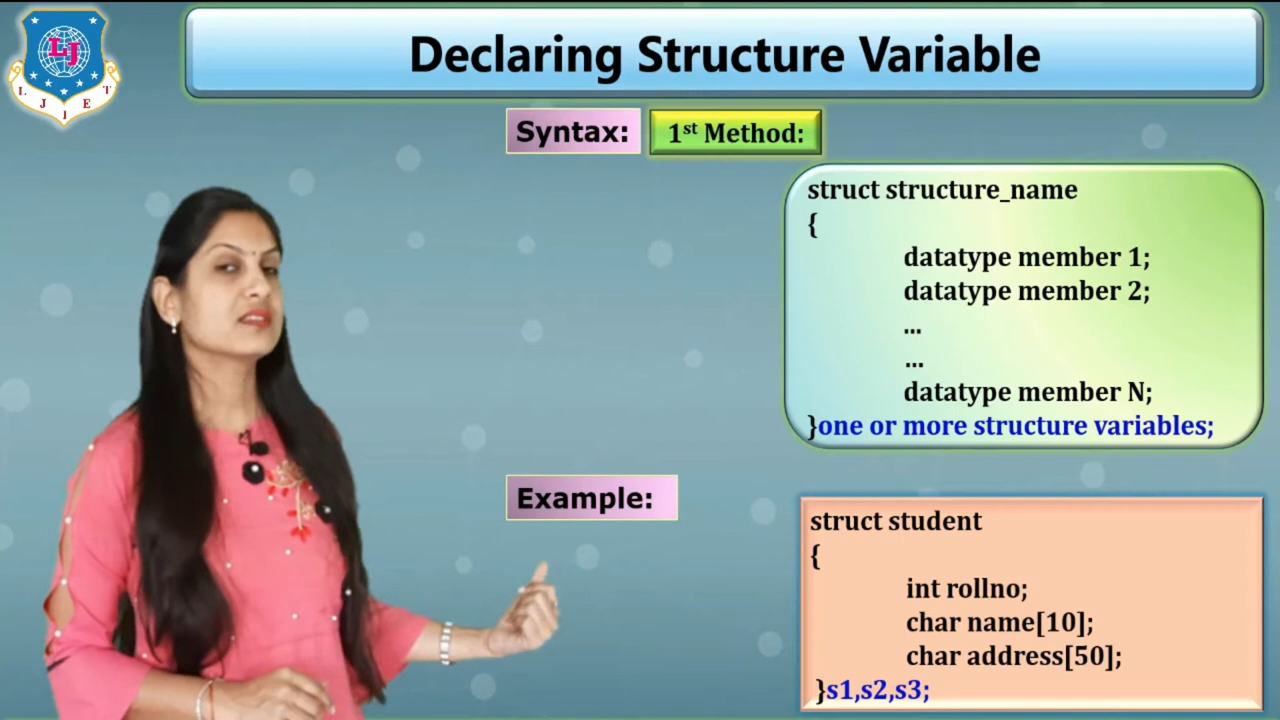 LJ
L J I E T
Declaring Structure Variable
Syntax:
1st Method:
struct structure_name
{
datatype member 1;
datatype member 2;
...
...
datatype member N;
}one or more structure variables;
Example:
struct student
{
int rollno;
char name[10];
char address[50];
}s1,s2,s3;